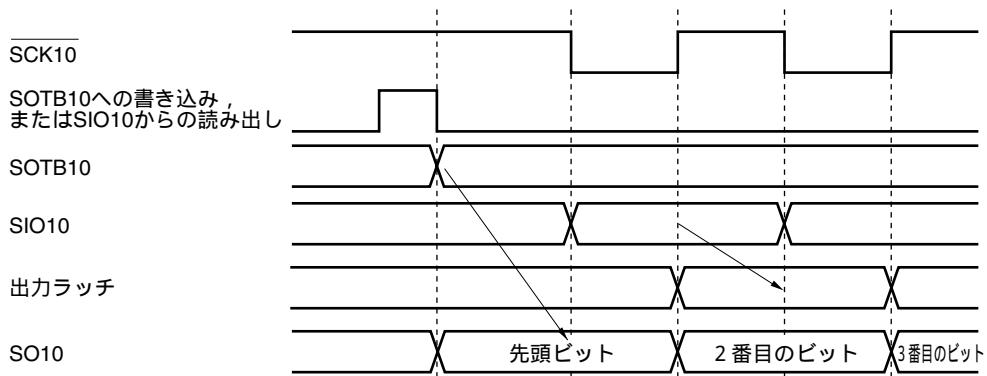 SCK10
SOTB10への書き込み，
またはSIO10からの読み出し
SOTB10
SIO10
出力ラッチ
SO10
先頭ビット
2番目のビット
3番目のビット